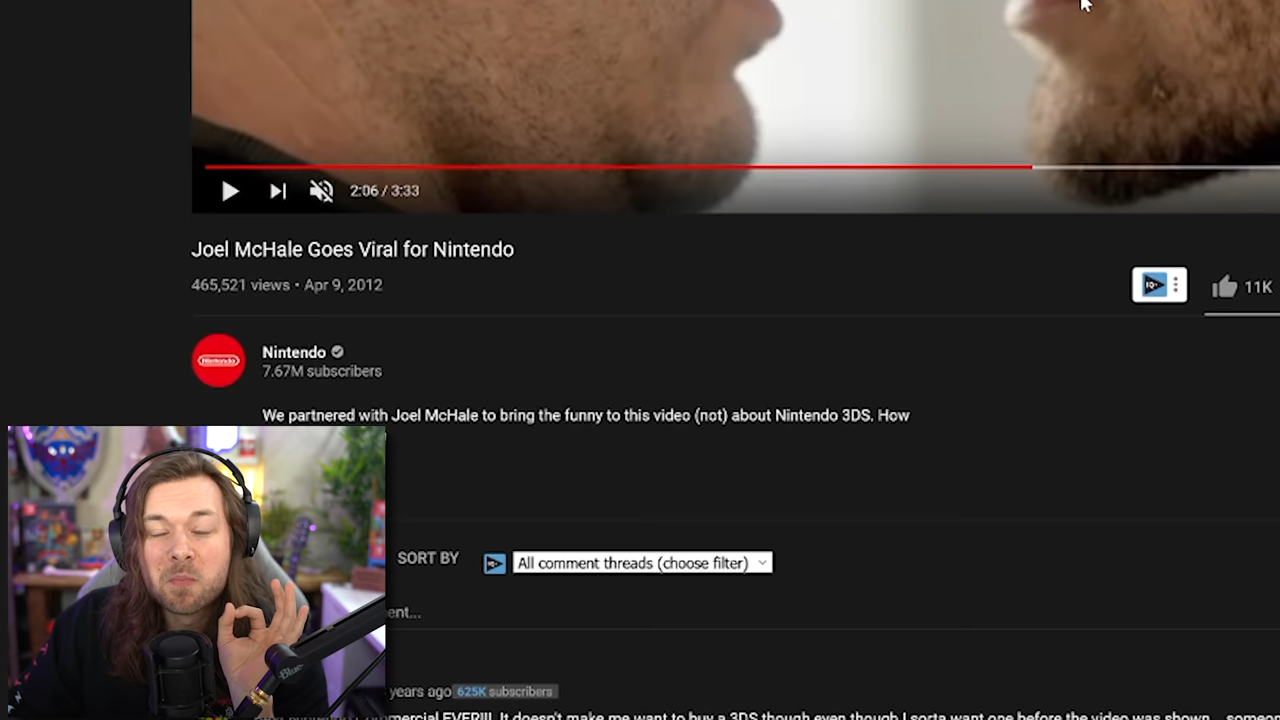 2:06 / 3:33
Joel McHale Goes Viral for Nintendo
465,521 views • Apr 9, 2012
IQ
11K
Nintendo
Nintendo
7.67M subscribers
We partnered with Joel McHale to bring the funny to this video (not) about Nintendo 3DS. How
SORT BY
All comment threads (choose filter)
ent...
Blue
years ago 625K subscribers
mercial EVER!!! It doesn't make me want to buy a 3DS though even though I sorta want one before the video was shown